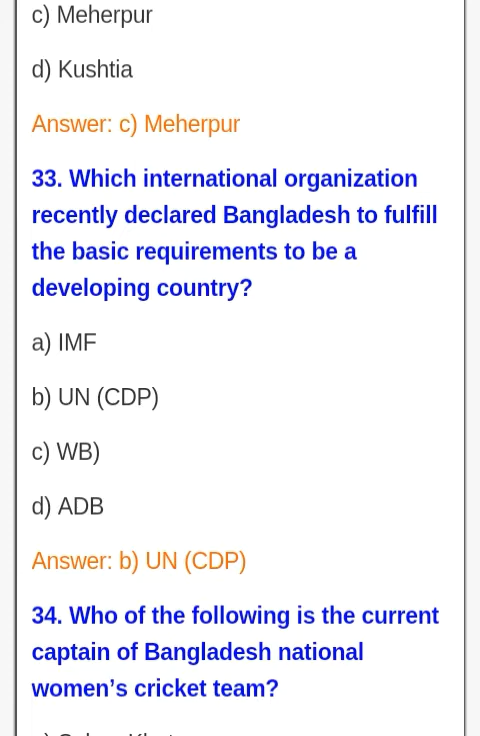 c) Meherpur
d) Kushtia
Answer: c) Meherpur
33. Which international organization
recently declared Bangladesh to fulfill
the basic requirements to be a
developing country?
a) IMF
b) UN (CDP)
c) WB)
d) ADB
Answer: b) UN (CDP)
34. Who of the following is the current
captain of Bangladesh national
women’s cricket team?